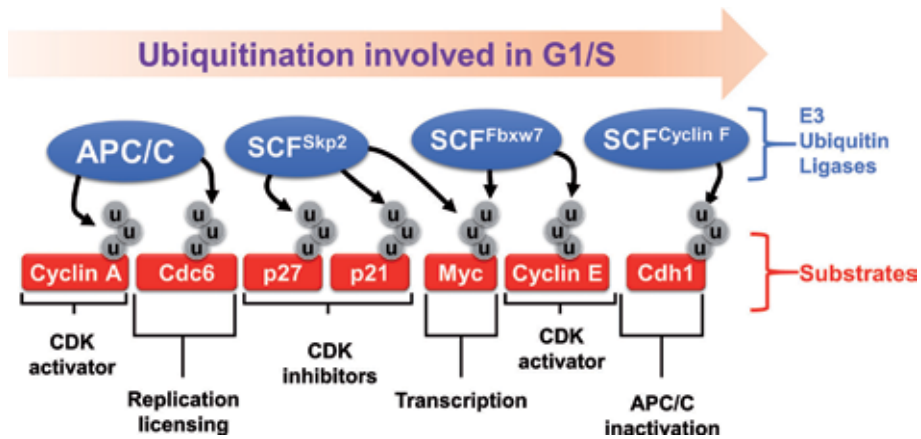 Ubiquitination involved in G1/S
APC/C
SCFSkp2
SCFFbxw7
SCFCyclin F
E3
Ubiquitin
Ligases
u u u u u u u
u u u u u u u
u u u u u u u
Cyclin A Cdc6 p27 p21 Myc Cyclin E Cdh1
Substrates
CDK
activator
Replication
licensing
CDK
inhibitors
Transcription
CDK
activator
APC/C
inactivation